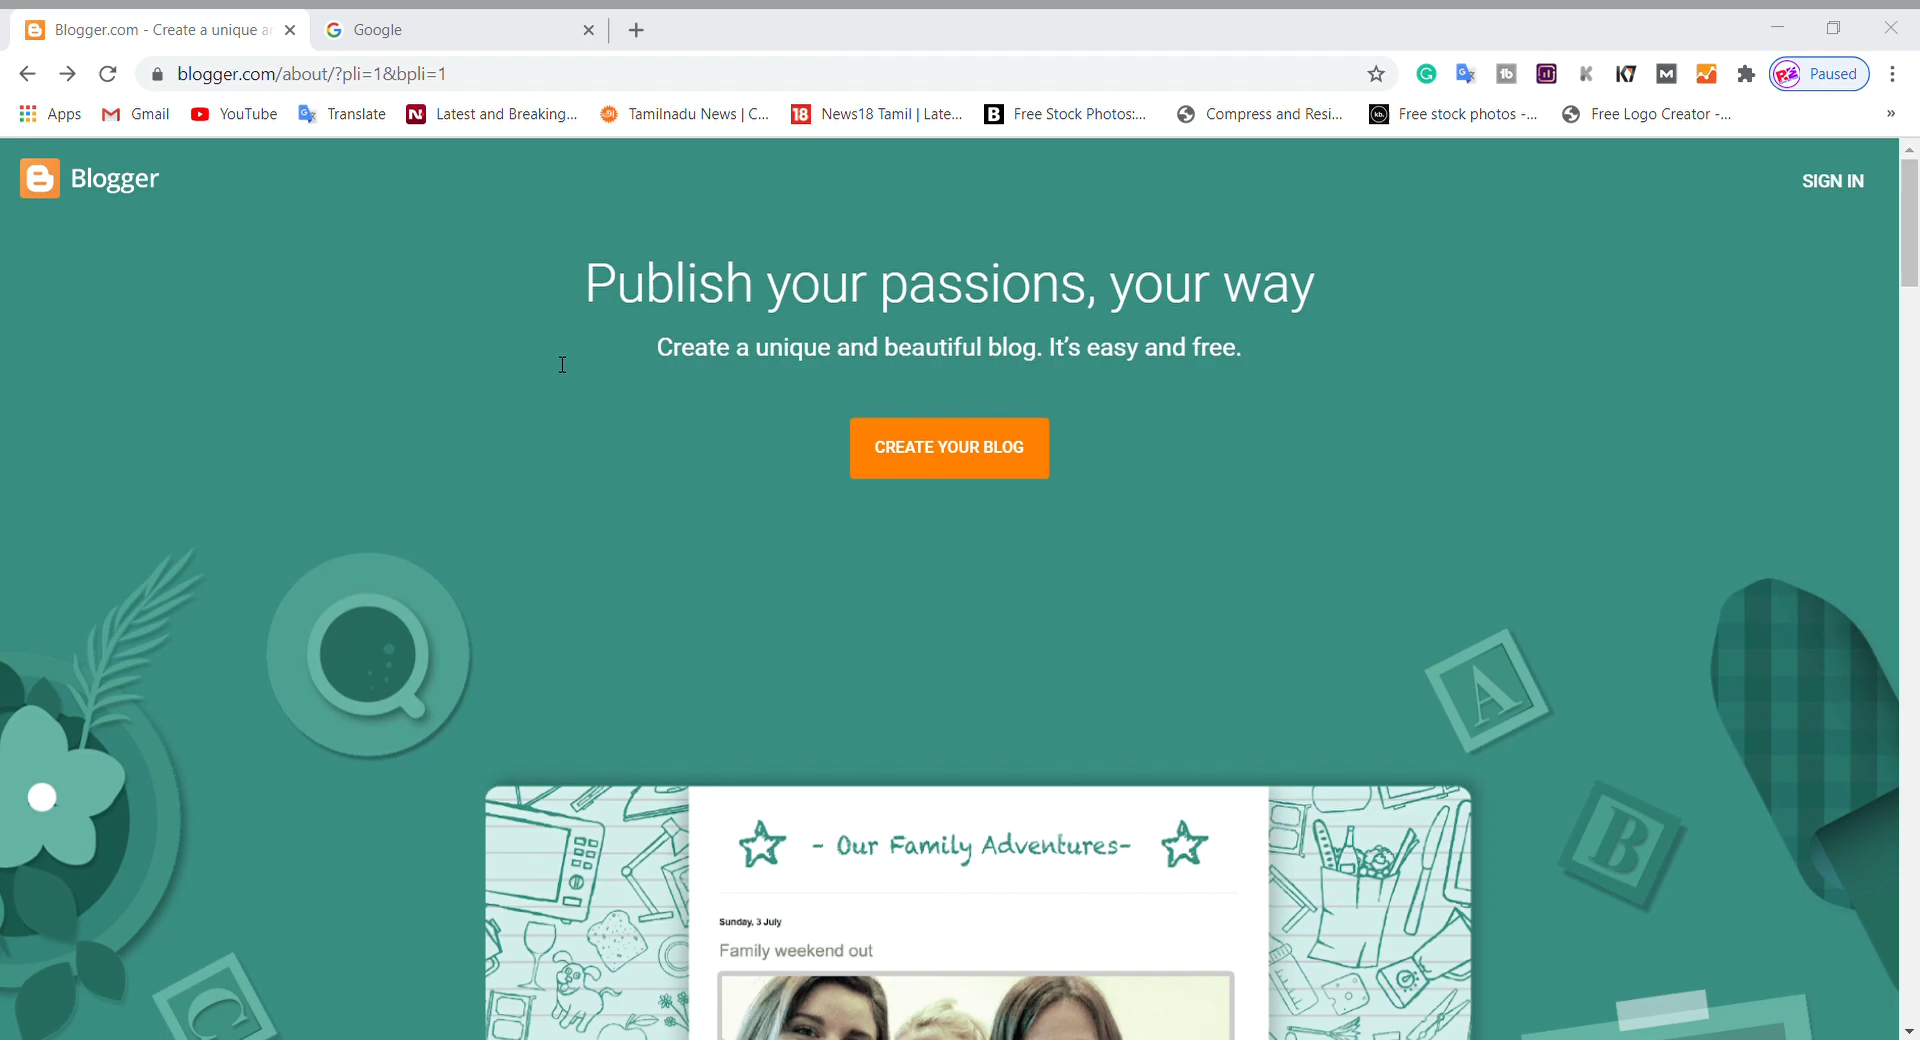 Blogger.com - Create a unique a
Google
blogger.com/about/?pli=1&bpli=1
Paused
Apps
Gmail
YouTube
Translate
Latest and Breaking...
Tamilnadu News | C...
18
News18 Tamil | Late...
B
Free Stock Photos:...
Compress and Resi...
kb.
Free stock photos -...
Free Logo Creator -...
»
Blogger
SIGN IN
Publish your passions, your way
Create a unique and beautiful blog. It's easy and free.
CREATE YOUR BLOG
A
B
C
- Our Family Adventures-
Sunday, 3 July
Family weekend out